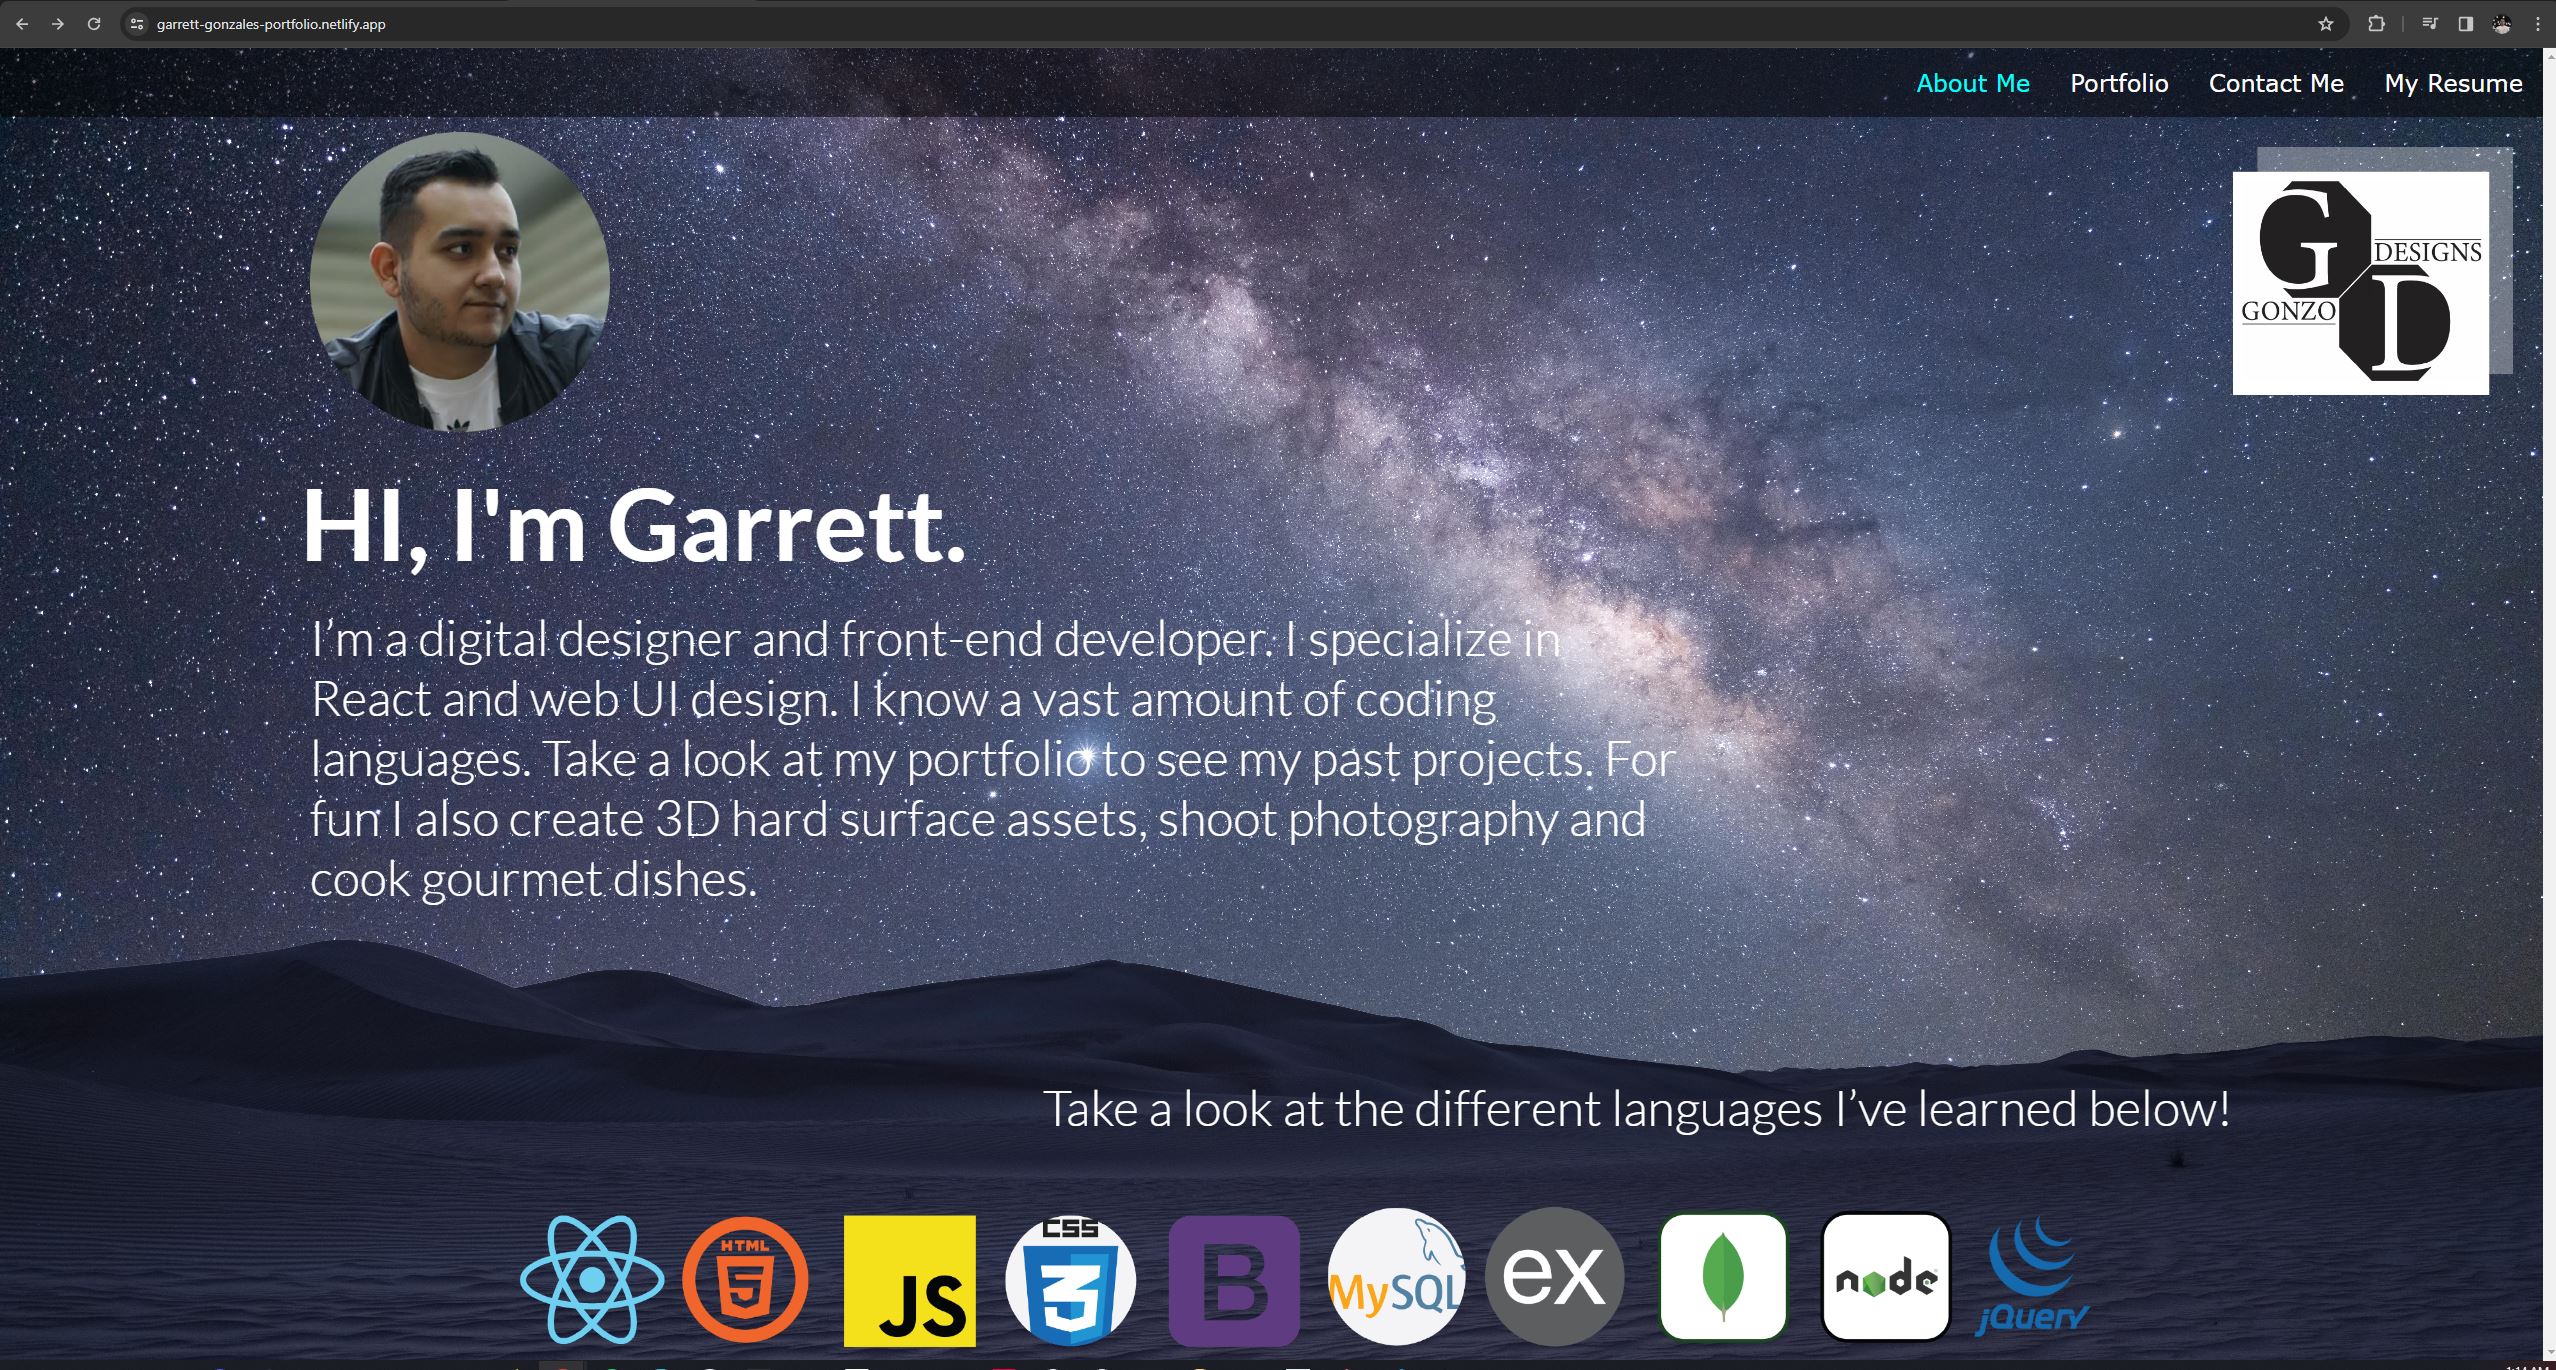 garrett-gonzales-portfolio.netlify.app
About Me Portfolio Contact Me My Resume
G DESIGNS
GONZO D
HI, I'm Garrett.
I’m a digital designer and front-end developer. I specialize in
React and web UI design. I know a vast amount of coding
languages. Take a look at my portfolio to see my past projects. For
fun I also create 3D hard surface assets, shoot photography and
cook gourmet dishes.
Take a look at the different languages I’ve learned below!
HTML
5
JS
CSS
3
B
MySQL
ex
node
jQuery